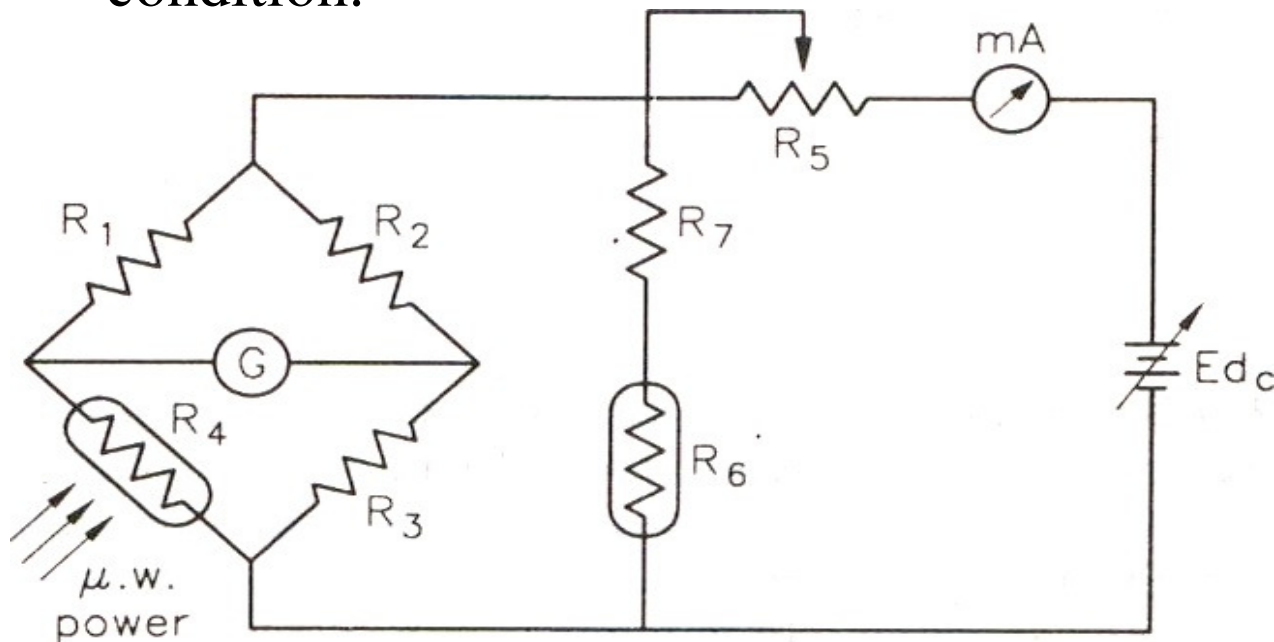 condition.
mA
R5
R1
R2
R7
G
Edc
R4
R6
R3
μ.w.
power